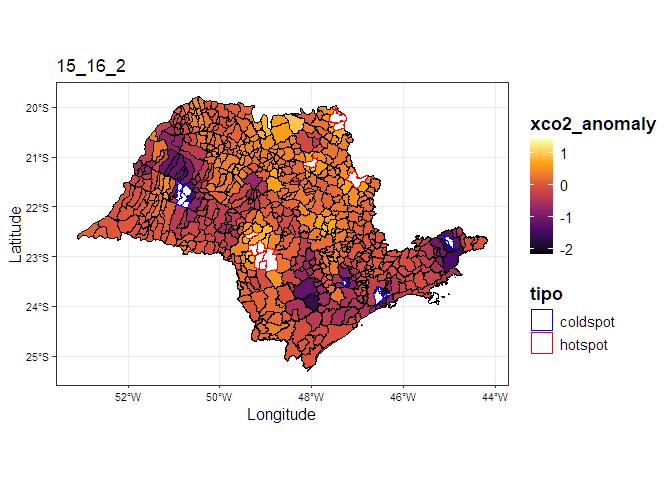 15_16_2
20°S
21°S
22°S
23°S
24°S
25°S
Latitude
52°W
50°W
48°W
46°W
44°W
Longitude
xco2_anomaly
1
0
-1
-2
tipo
coldspot
hotspot